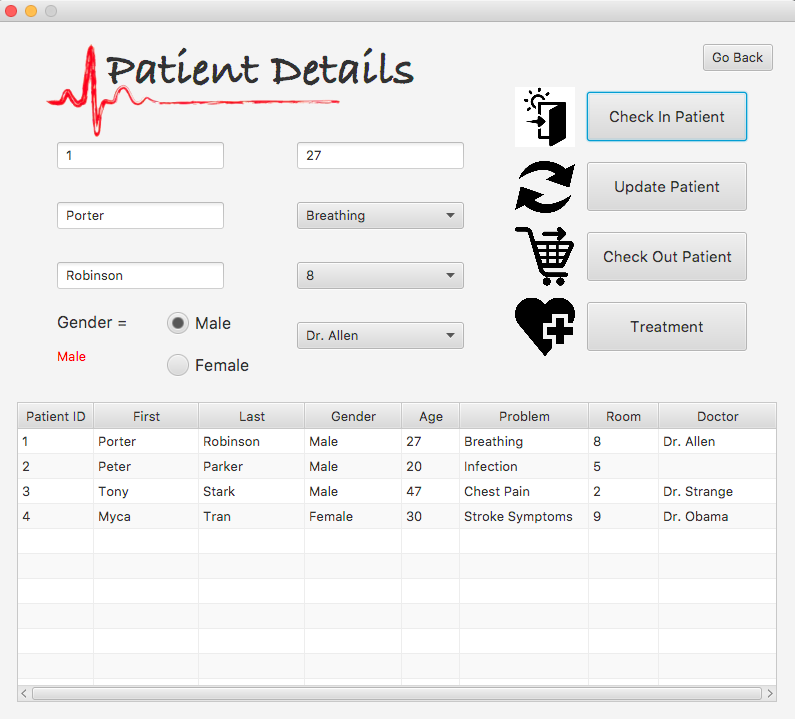 Patient Details
Go Back
1
27
Check In Patient
Porter
Breathing
Update Patient
Robinson
8
Check Out Patient
Gender =
Male
Dr. Allen
Treatment
Male
Female
Patient ID First Last Gender Age Problem Room Doctor
1 Porter Robinson Male 27 Breathing 8 Dr. Allen
2 Peter Parker Male 20 Infection 5
3 Tony Stark Male 47 Chest Pain 2 Dr. Strange
4 Myca Tran Female 30 Stroke Symptoms 9 Dr. Obama